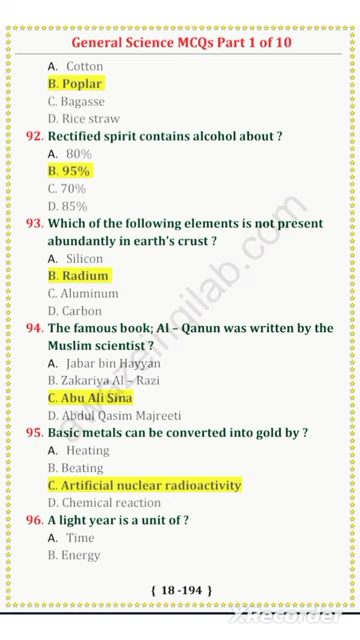 General Science MCQs Part 1 of 10
A. Cotton
B. Poplar
C. Bagasse
D. Rice straw
92. Rectified spirit contains alcohol about ?
A. 80%
B. 95%
C. 70%
D. 85%
93. Which of the following elements is not present
abundantly in earth's crust ?
A. Silicon
B. Radium
C. Aluminum
D. Carbon
94. The famous book; Al – Qanun was written by the
Muslim scientist ?
A. Jabar bin Hayyan
B. Zakariya Al – Razi
C. Abu Ali Sina
D. Abdul Qasim Majreeti
95. Basic metals can be converted into gold by ?
A. Heating
B. Beating
C. Artificial nuclear radioactivity
D. Chemical reaction
96. A light year is a unit of ?
A. Time
B. Energy
{ 18 -194 }
XRecorder